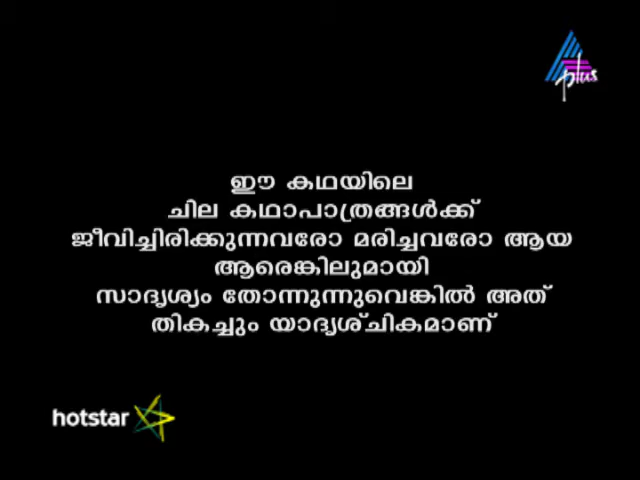 plus
ഈ കഥയിലെ
ചില കഥാപാത്രങ്ങൾക്ക്
ജീവിച്ചിരിക്കുന്നവരോ മരിച്ചവരോ ആയ
ആരെങ്കിലുമായി
സാദൃശ്യം തോന്നുന്നുവെങ്കിൽ അത്
തികച്ചും യാദൃശ്ചികമാണ്
hotstar